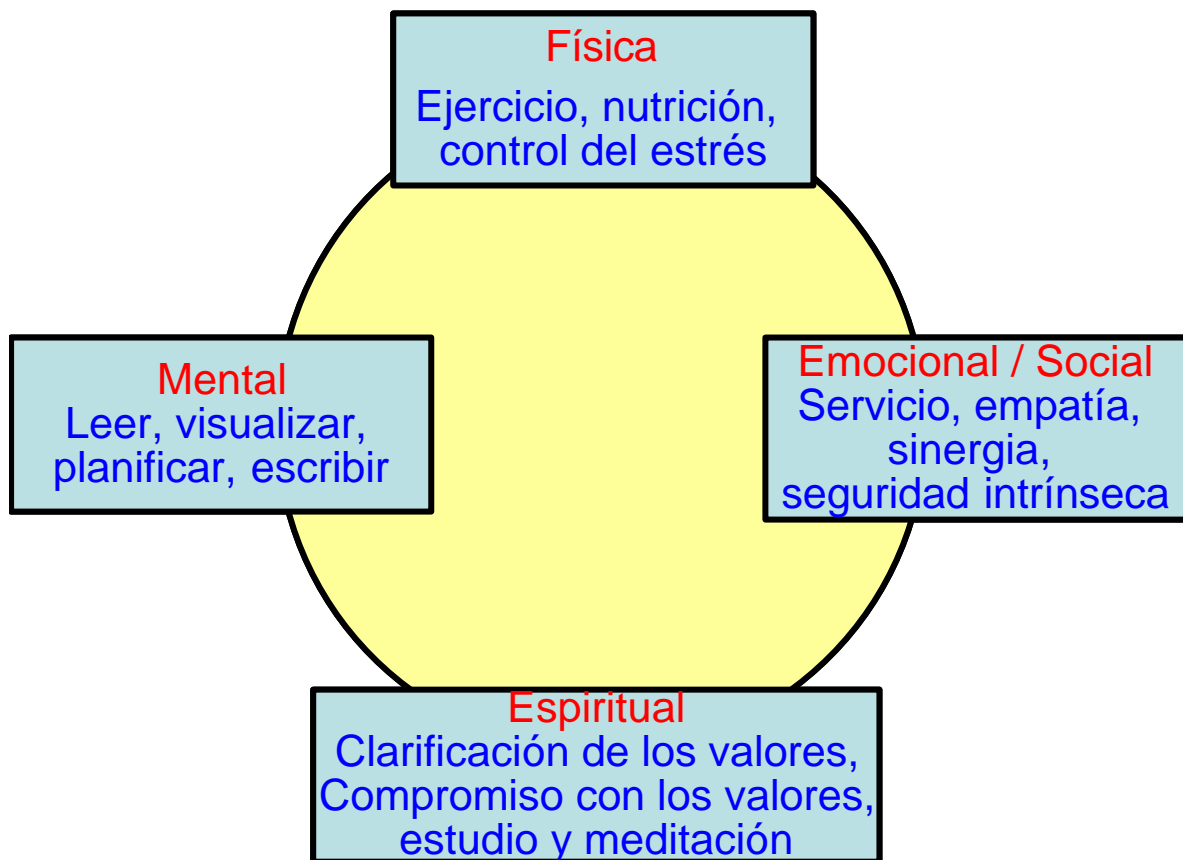 Física
Ejercicio, nutrición,
control del estrés
Mental
Leer, visualizar,
planificar, escribir
Emocional / Social
Servicio, empatía,
sinergia,
seguridad intrínseca
Espiritual
Clarificación de los valores,
Compromiso con los valores,
estudio y meditación